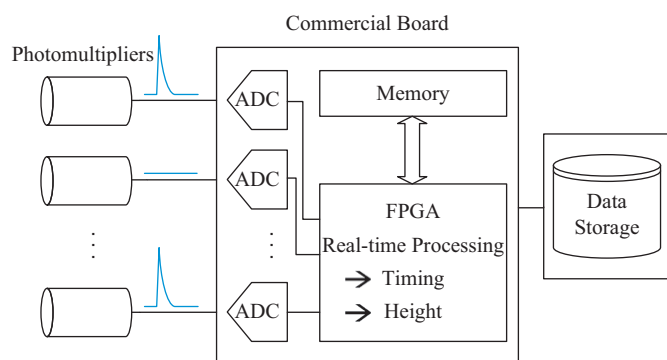 Commercial Board
Photomultipliers
ADC
Memory
ADC
FPGA
Real-time Processing
Timing
Height
ADC
Data
Storage